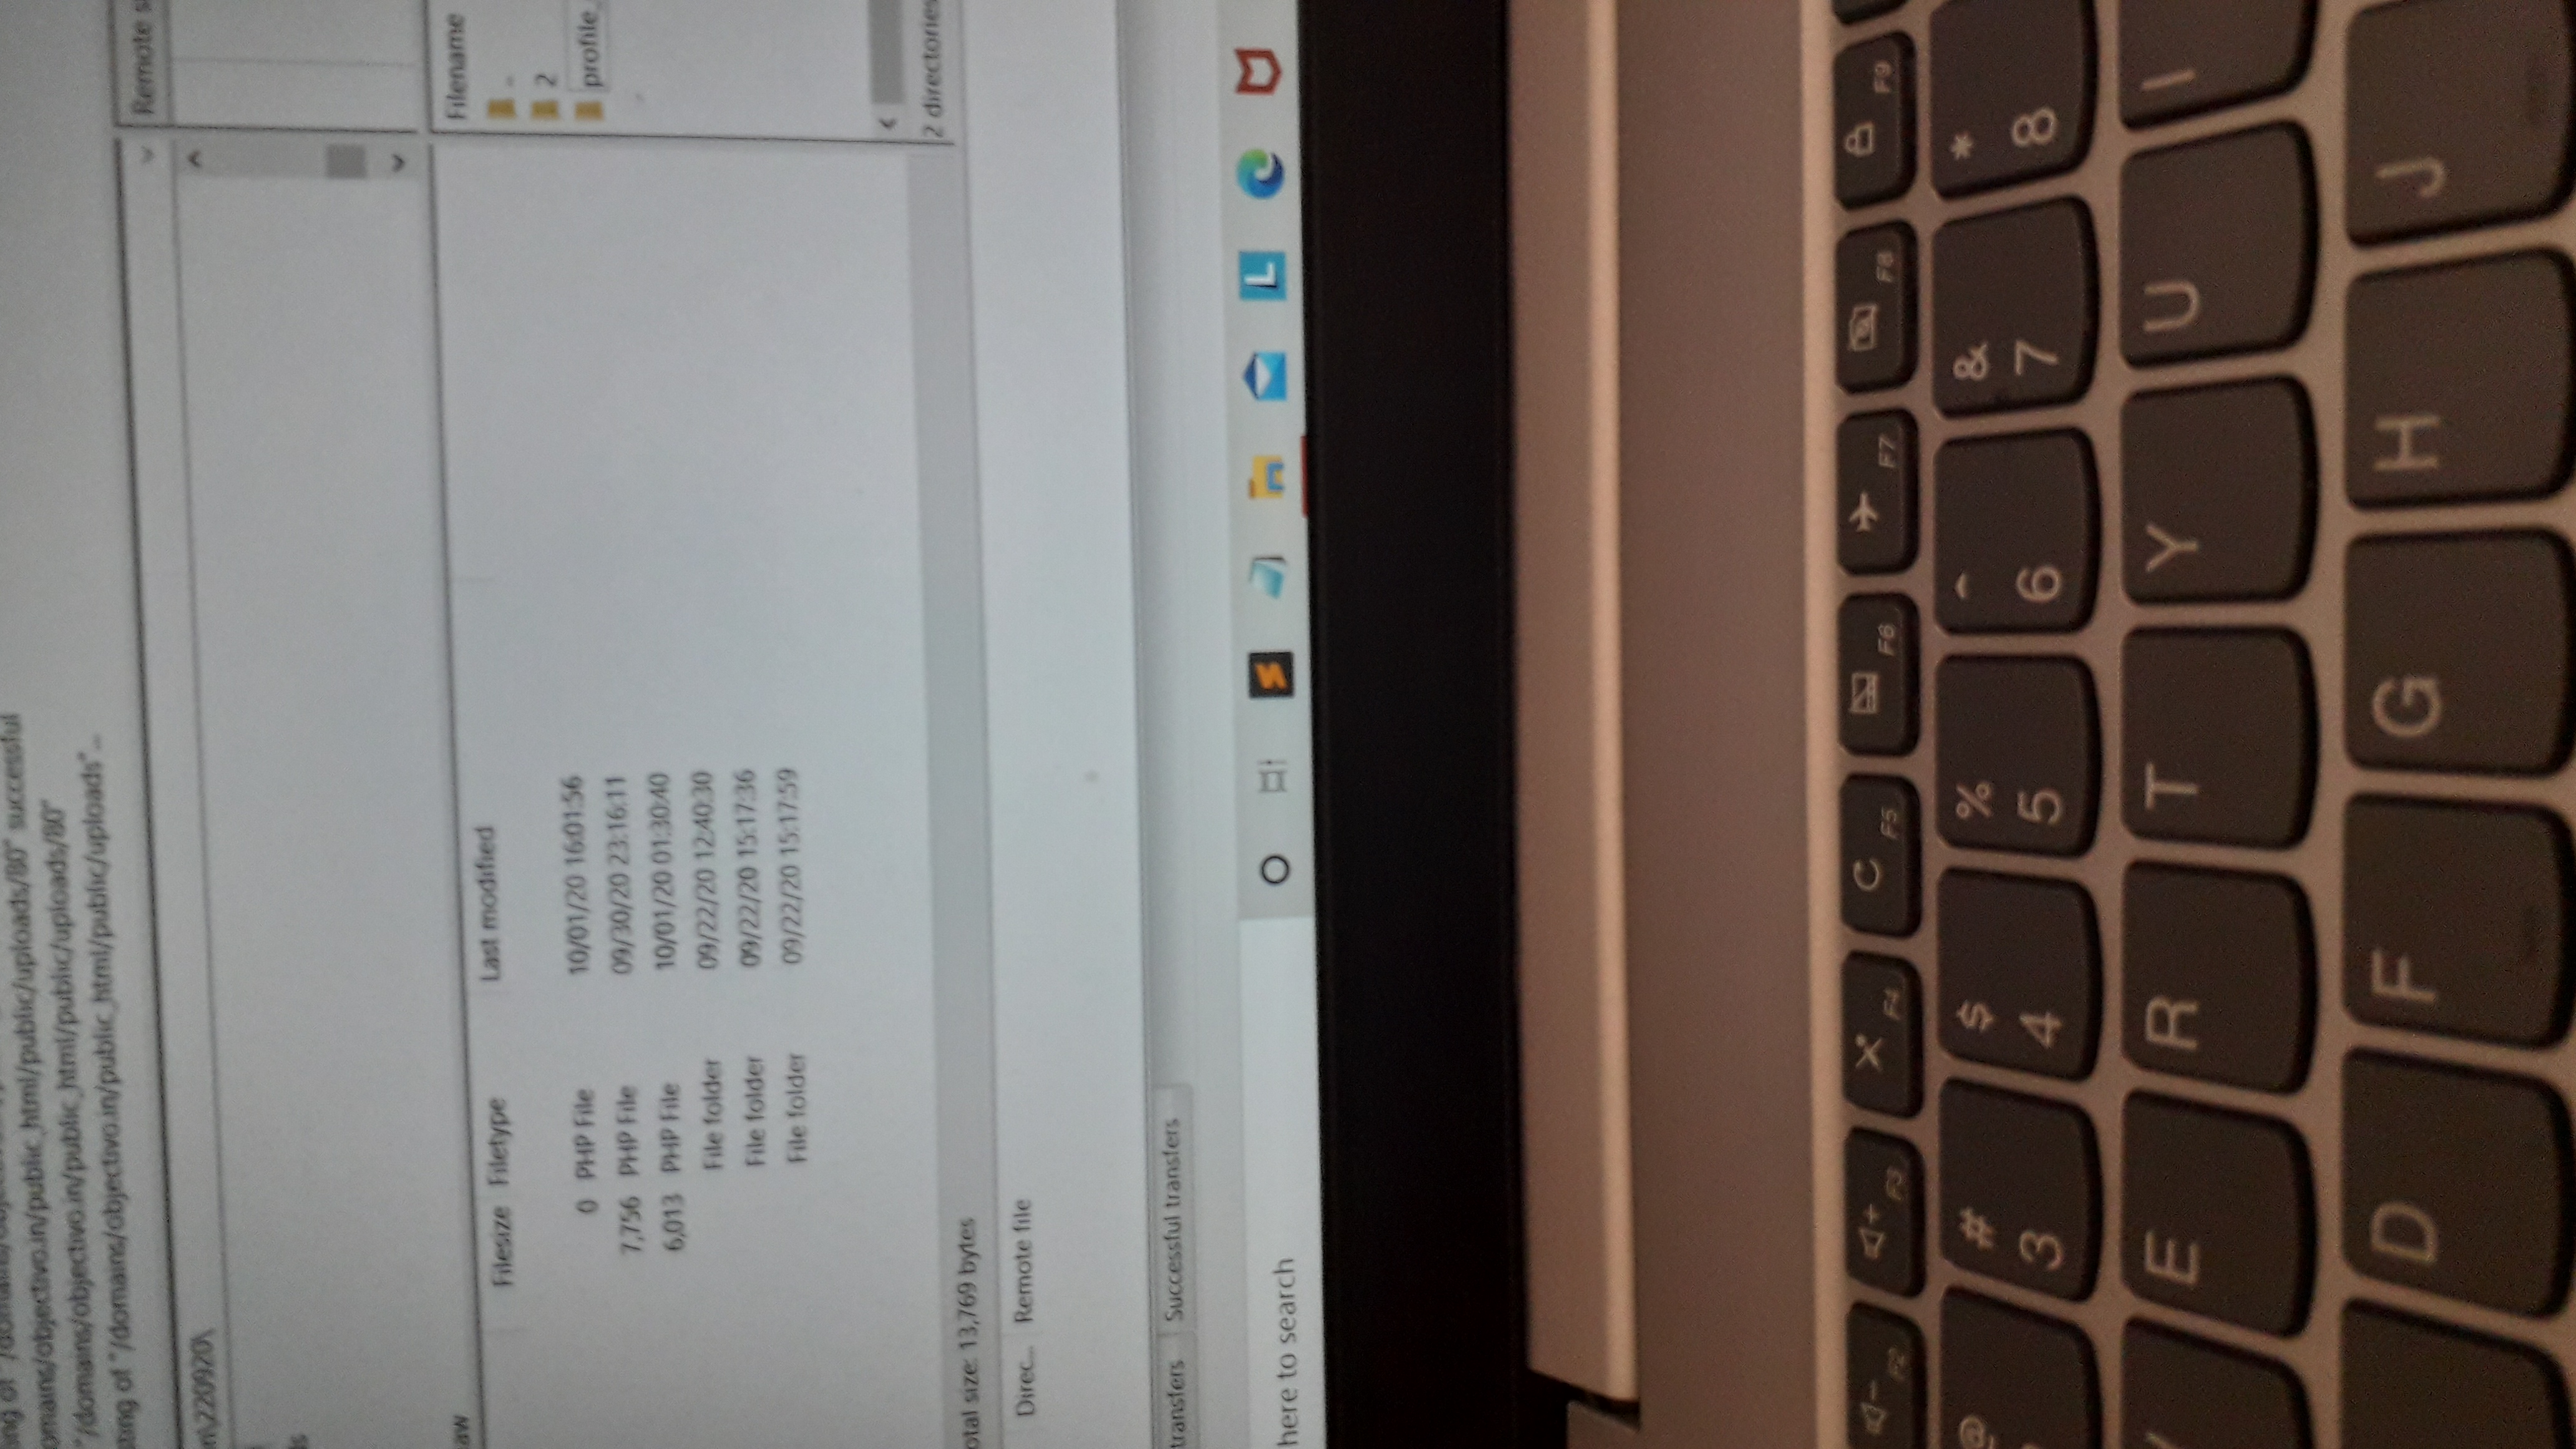 omains/objectivo.in/public_html/public/uploads/80" successful
"/domains/objectivo.in/public_html/public/uploads/80"
sting of "/domains/objectivo.in/public_html/public/uploads"...
Remote s
n\220920\
ls
aw
Filesize Filetype Last modified
0 PHP File 10/01/20 16:01:56
7,756 PHP File 09/30/20 23:16:11
6,013 PHP File 10/01/20 01:30:40
File folder 09/22/20 12:40:30
File folder 09/22/20 15:17:36
File folder 09/22/20 15:17:59
Filename
..
2
profile_
2 directories
otal size: 13,769 bytes
Direc... Remote file
transfers Successful transfers
here to search
L
F2 F3 F4 F5 F6 F7 F8 F9
@ # $ % ^ & *
3 4 5 6 7 8
E R T Y U I
D F G H J